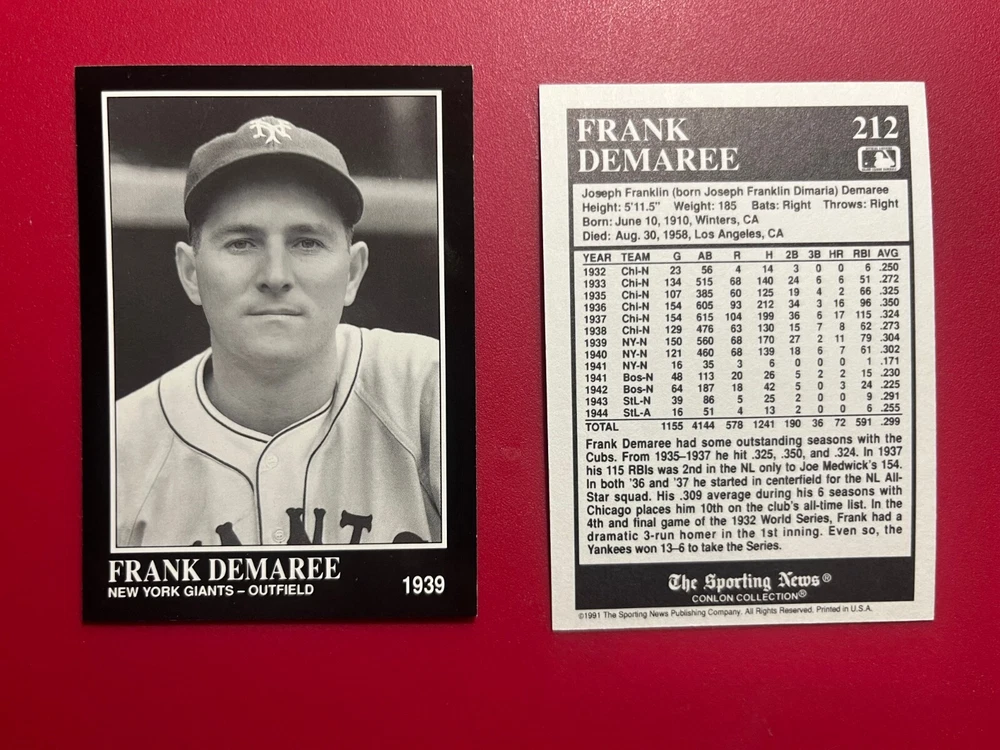 NY
ANTS
FRANK DEMAREE
NEW YORK GIANTS – OUTFIELD
1939
FRANK
DEMAREE
212
Joseph Franklin (born Joseph Franklin Dimaria) Demaree
Height: 5'11.5" Weight: 185 Bats: Right Throws: Right
Born: June 10, 1910, Winters, CA
Died: Aug. 30, 1958, Los Angeles, CA
YEAR TEAM G AB R H 2B 3B HR RBI AVG
1932 Chi-N 23 56 4 14 3 0 0 6 .250
1933 Chi-N 134 515 68 140 24 6 6 51 .272
1935 Chi-N 107 385 60 125 19 4 2 66 .325
1936 Chi-N 154 605 93 212 34 3 16 96 .350
1937 Chi-N 154 615 104 199 36 6 17 115 .324
1938 Chi-N 129 476 63 130 15 7 8 62 .273
1939 NY-N 150 560 68 170 27 2 11 79 .304
1940 NY-N 121 460 68 139 18 6 7 61 .302
1941 NY-N 16 35 3 6 0 0 0 1 .171
1941 Bos-N 48 113 20 26 5 2 2 15 .230
1942 Bos-N 64 187 18 42 5 0 3 24 .225
1943 StL-N 39 86 5 25 2 0 0 9 .291
1944 StL-A 16 51 4 13 2 0 0 6 .255
TOTAL 1155 4144 578 1241 190 36 72 591 .299
Frank Demaree had some outstanding seasons with the
Cubs. From 1935–1937 he hit .325, .350, and .324. In 1937
his 115 RBIs was 2nd in the NL only to Joe Medwick's 154.
In both '36 and '37 he started in centerfield for the NL All-
Star squad. His .309 average during his 6 seasons with
Chicago places him 10th on the club's all-time list. In the
4th and final game of the 1932 World Series, Frank had a
dramatic 3-run homer in the 1st inning. Even so, the
Yankees won 13–6 to take the Series.
The Sporting News®
CONLON COLLECTION®
©1991 The Sporting News Publishing Company. All Rights Reserved. Printed in U.S.A.